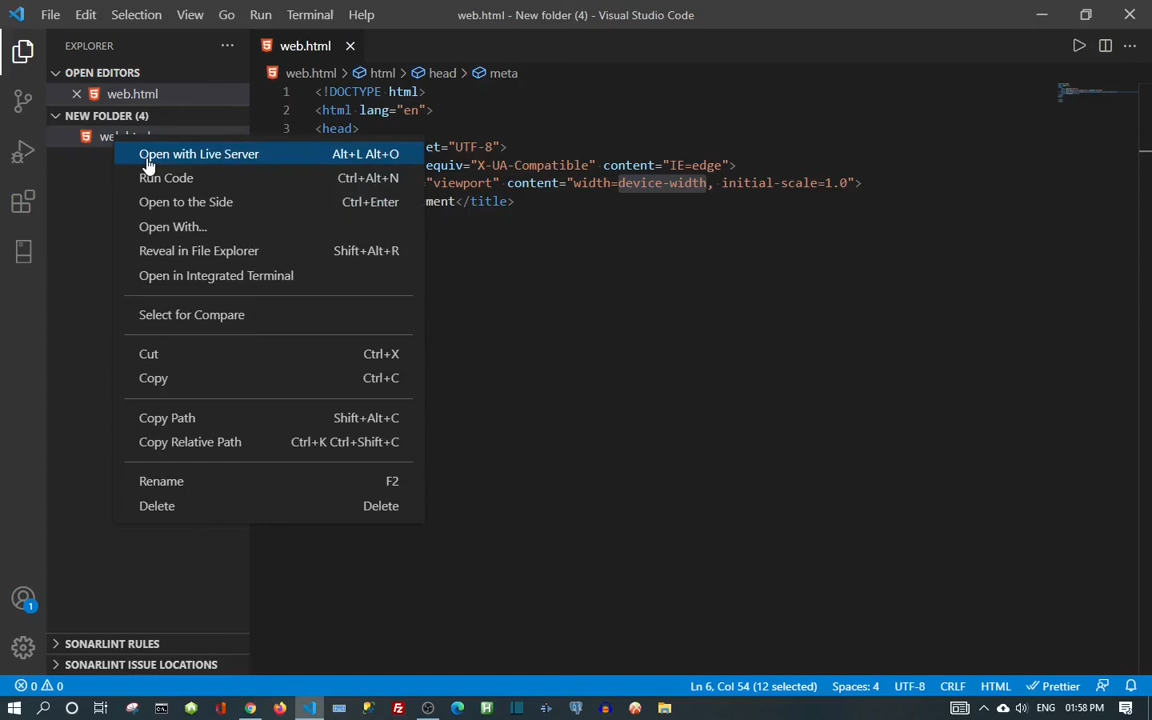 File Edit Selection View Go Run Terminal Help web.html - New folder (4) - Visual Studio Code
EXPLORER
OPEN EDITORS
web.html
NEW FOLDER (4)
web.html
web.html
web.html > html > head > meta
1 <!DOCTYPE html>
2 <html lang="en">
3 <head>
et="UTF-8">
equiv="X-UA-Compatible" content="IE=edge">
"viewport" content="width=device-width, initial-scale=1.0">
ment</title>
Open with Live Server Alt+L Alt+O
Run Code Ctrl+Alt+N
Open to the Side Ctrl+Enter
Open With...
Reveal in File Explorer Shift+Alt+R
Open in Integrated Terminal
Select for Compare
Cut Ctrl+X
Copy Ctrl+C
Copy Path Shift+Alt+C
Copy Relative Path Ctrl+K Ctrl+Shift+C
Rename F2
Delete Delete
1
SONARLINT RULES
SONARLINT ISSUE LOCATIONS
0 0 Ln 6, Col 54 (12 selected) Spaces: 4 UTF-8 CRLF HTML Prettier
ENG 01:58 PM